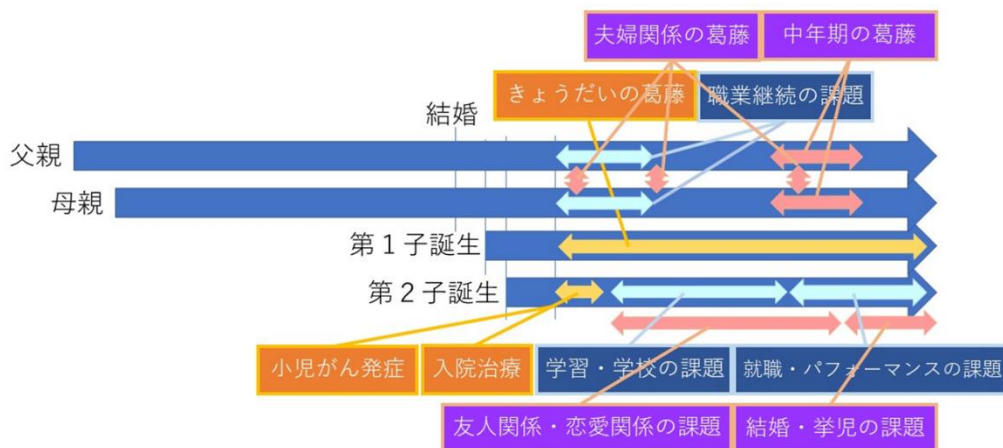 夫婦関係の葛藤
中年期の葛藤
きょうだいの葛藤
職業継続の課題
結婚
父親
母親
第1子誕生
第2子誕生
小児がん発症
入院治療
学習・学校の課題
就職・パフォーマンスの課題
友人関係・恋愛関係の課題
結婚・挙児の課題